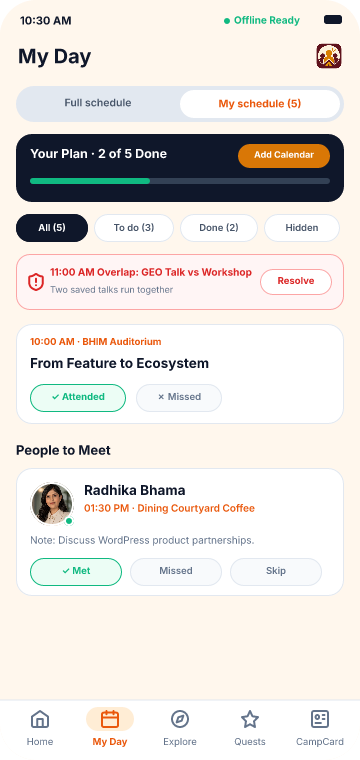 10:30 AM
Offline Ready
My Day
Full schedule
My schedule (5)
Your Plan · 2 of 5 Done
Add Calendar
All (5)
To do (3)
Done (2)
Hidden
11:00 AM Overlap: GEO Talk vs Workshop
Two saved talks run together
Resolve
10:00 AM · BHIM Auditorium
From Feature to Ecosystem
✓ Attended
× Missed
People to Meet
Radhika Bhama
01:30 PM · Dining Courtyard Coffee
Note: Discuss WordPress product partnerships.
✓ Met
Missed
Skip
Home
My Day
Explore
Quests
CampCard